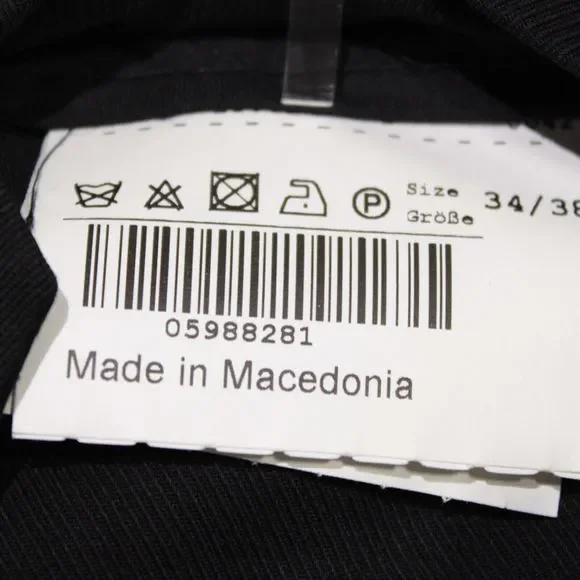 P
Size 34/38
Größe
05988281
Made in Macedonia